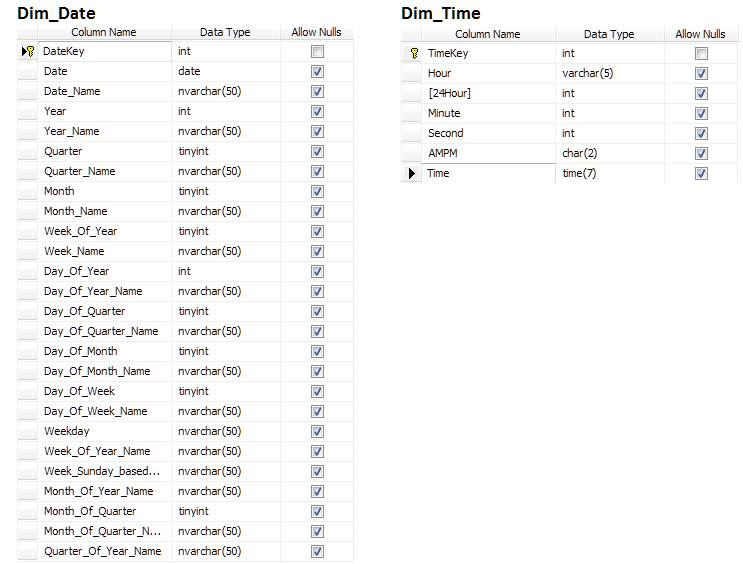 Dim_Date
Column Name Data Type Allow Nulls
DateKey int
Date date
Date_Name nvarchar(50)
Year int
Year_Name nvarchar(50)
Quarter tinyint
Quarter_Name nvarchar(50)
Month tinyint
Month_Name nvarchar(50)
Week_Of_Year tinyint
Week_Name nvarchar(50)
Day_Of_Year int
Day_Of_Year_Name nvarchar(50)
Day_Of_Quarter tinyint
Day_Of_Quarter_Name nvarchar(50)
Day_Of_Month tinyint
Day_Of_Month_Name nvarchar(50)
Day_Of_Week tinyint
Day_Of_Week_Name nvarchar(50)
Weekday nvarchar(50)
Week_Of_Year_Name nvarchar(50)
Week_Sunday_based... nvarchar(50)
Month_Of_Year_Name nvarchar(50)
Month_Of_Quarter tinyint
Month_Of_Quarter_N... nvarchar(50)
Quarter_Of_Year_Name nvarchar(50)
Dim_Time
Column Name Data Type Allow Nulls
TimeKey int
Hour varchar(5)
[24Hour] int
Minute int
Second int
AMPM char(2)
Time time(7)